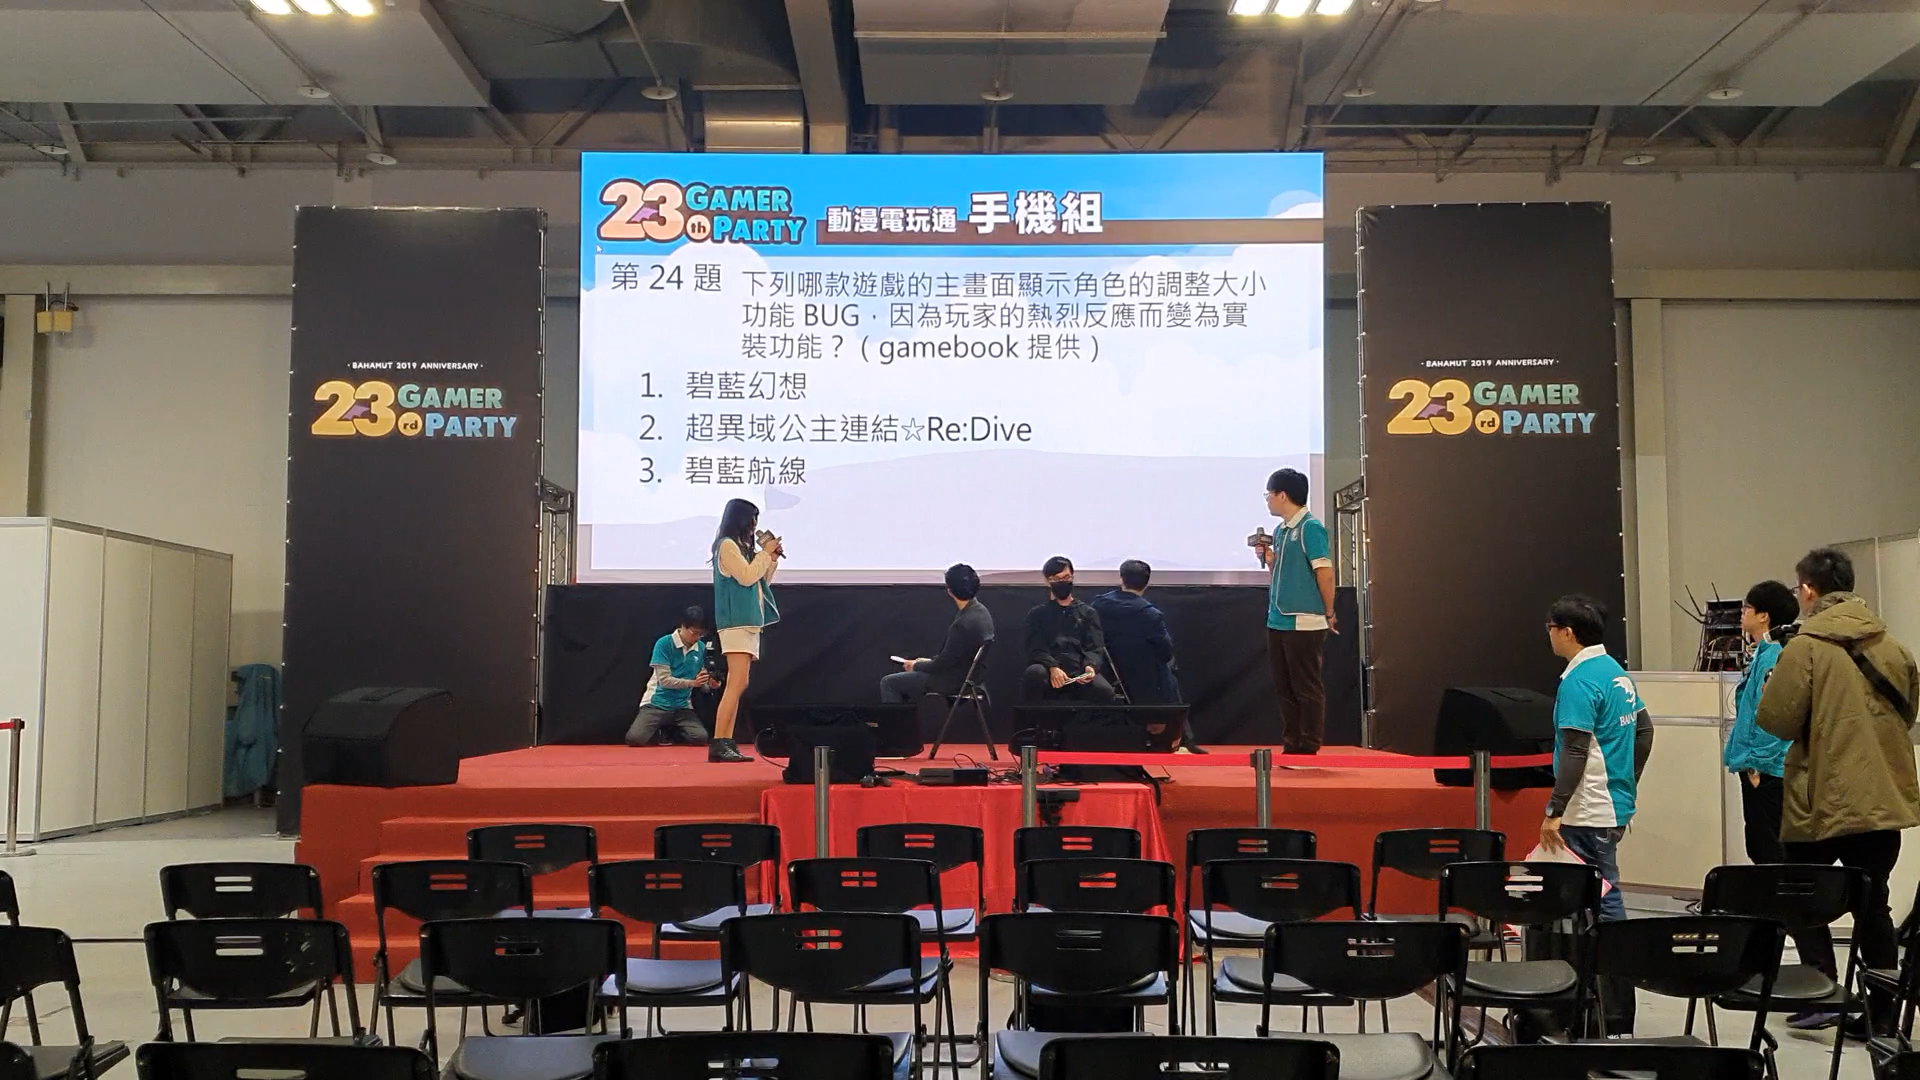 23th GAMER PARTY
動漫電玩通 手機組
第 24 題
下列哪款遊戲的主畫面顯示角色的調整大小
功能 BUG，因為玩家的熱烈反應而變為實
裝功能？（gamebook 提供）
1. 碧藍幻想
2. 超異域公主連結☆Re:Dive
3. 碧藍航線
· BAHAMUT 2019 ANNIVERSARY ·
23rd GAMER PARTY
· BAHAMUT 2019 ANNIVERSARY ·
23rd GAMER PARTY